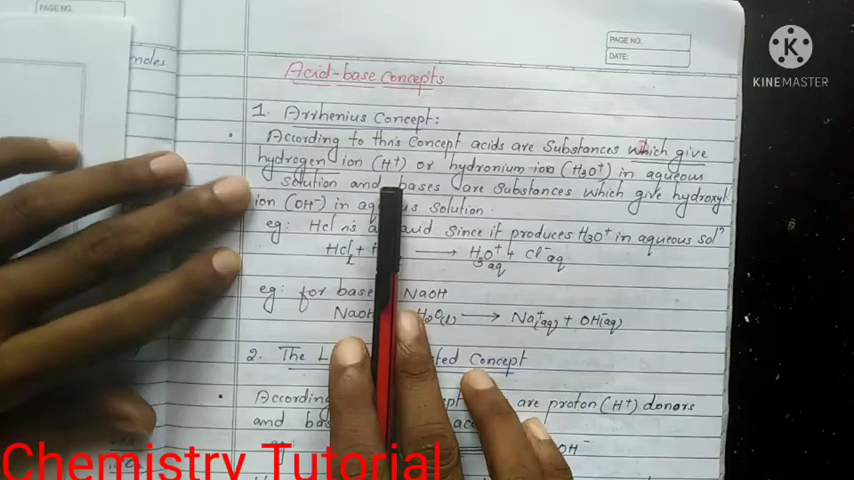 PAGE NO.
PAGE NO.
DATE:
KINEMASTER
Acid-base concepts
1. Arrhenius Concept:
According to this concept acids are substances which give
hydrogen ion (H+) or hydronium ion (H3O+) in aqueous
solution and bases are substances which give hydroxyl
ion (OH-) in solution.
eg: Hcl is a acid since it produces H3O+ in aqueous soln
Hcl + → H3O+ aq + Cl- aq
eg: for base NaOH
NaOH H2O(l) → Na+(aq) + OH-(aq)
2. The Concept
According are proton (H+) donors
and
eg: OH-
Chemistry Tutorial